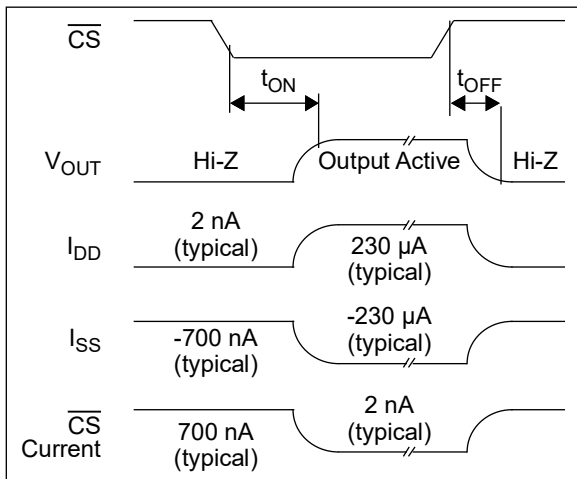 CS
tON
tOFF
VOUT
Hi-Z
Output Active
Hi-Z
IDD
2 nA
(typical)
230 µA
(typical)
ISS
-700 nA
(typical)
-230 µA
(typical)
CS
Current
700 nA
(typical)
2 nA
(typical)